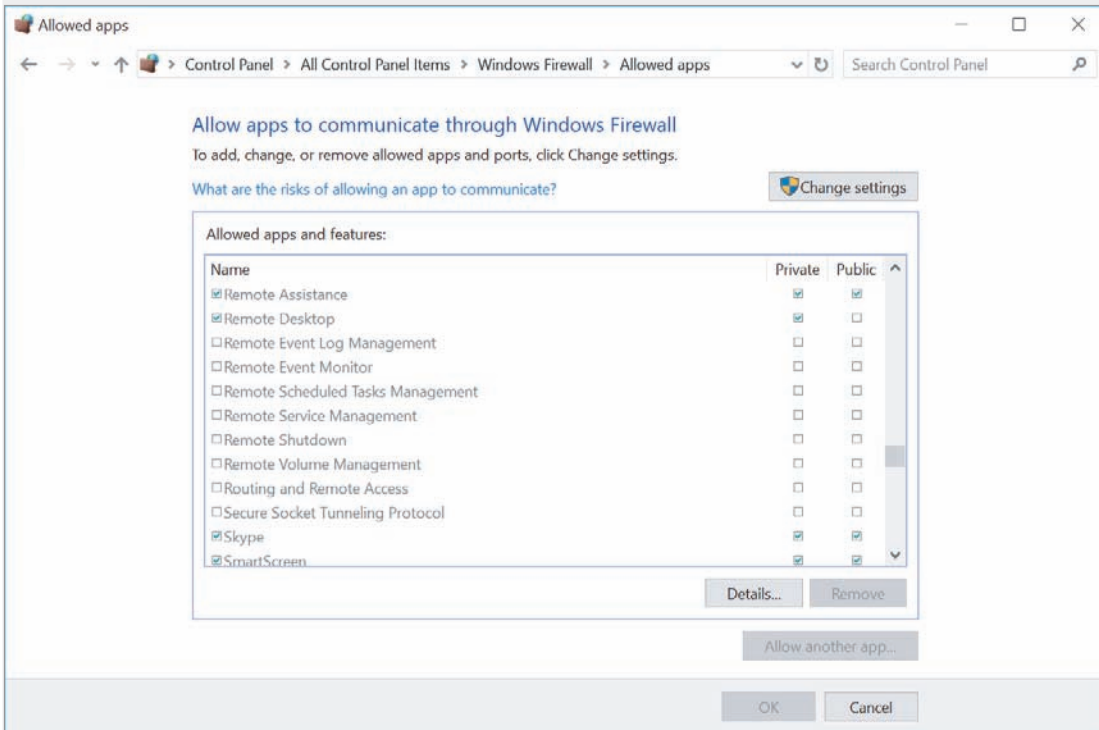 Allowed apps
Control Panel > All Control Panel Items > Windows Firewall > Allowed apps
Search Control Panel
Allow apps to communicate through Windows Firewall
To add, change, or remove allowed apps and ports, click Change settings.
What are the risks of allowing an app to communicate?
Change settings
Allowed apps and features:
Name Private Public
Remote Assistance
Remote Desktop
Remote Event Log Management
Remote Event Monitor
Remote Scheduled Tasks Management
Remote Service Management
Remote Shutdown
Remote Volume Management
Routing and Remote Access
Secure Socket Tunneling Protocol
Skype
SmartScreen
Details... Remove
Allow another app...
OK Cancel